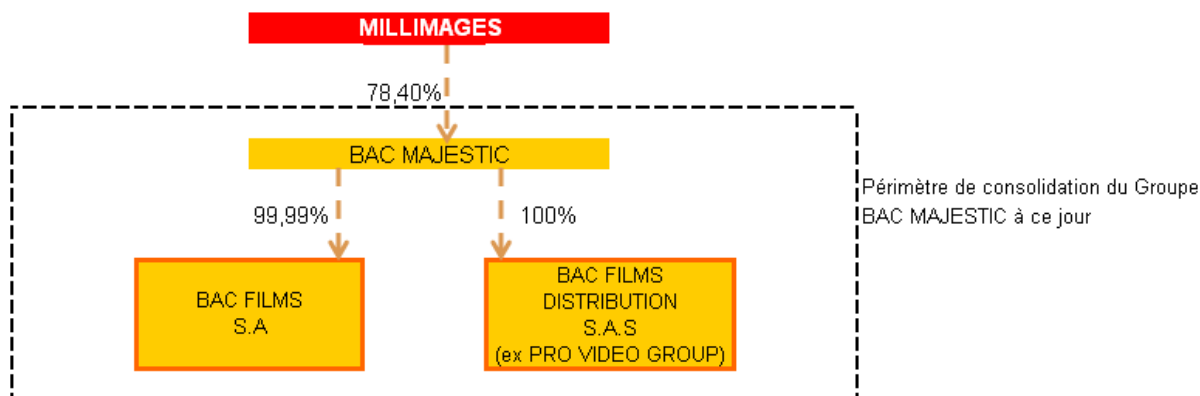 MILLIMAGES
78,40%
BAC MAJESTIC
Périmètre de consolidation du Groupe
BAC MAJESTIC à ce jour
99,99%
100%
BAC FILMS
S.A
BAC FILMS
DISTRIBUTION
S.A.S
(ex PRO VIDEO GROUP)